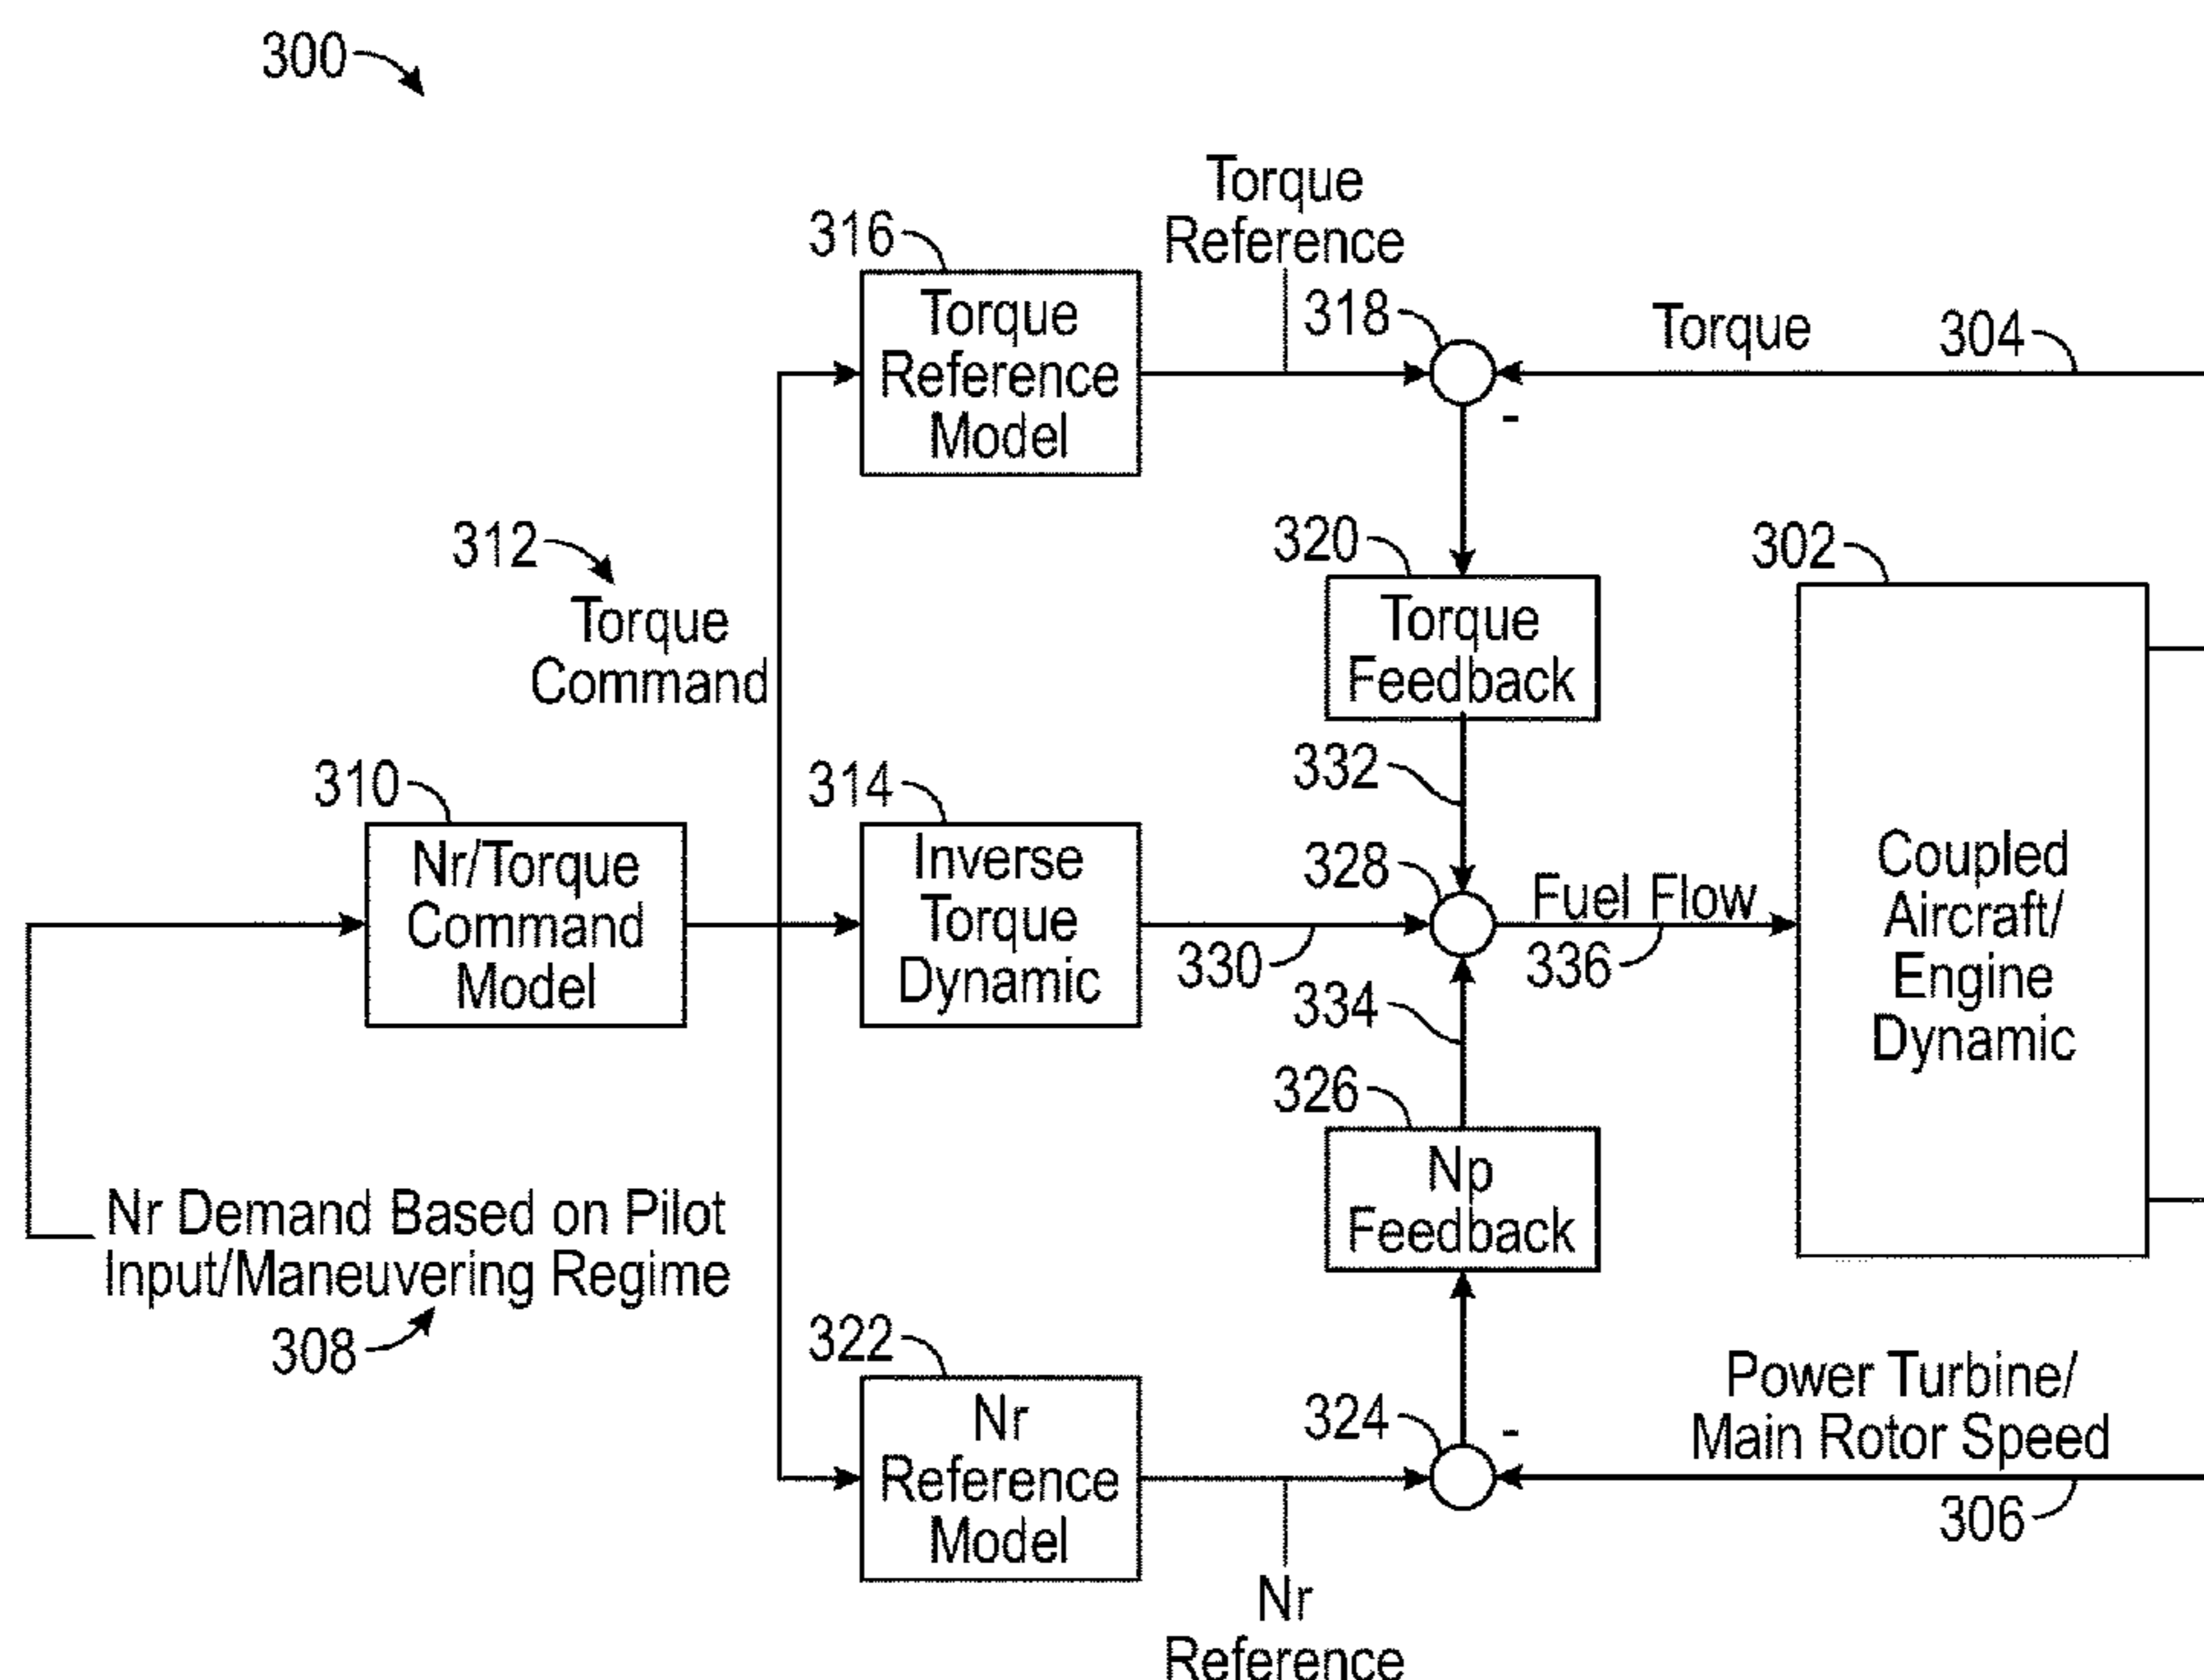 300
316
Torque
Reference
Model
Torque
Reference
318
Torque
304
-
312
Torque
Command
320
Torque
Feedback
332
302
Coupled
Aircraft/
Engine
Dynamic
310
Nr/Torque
Command
Model
314
Inverse
Torque
Dynamic
330
328
Fuel Flow
336
334
326
Np
Feedback
Nr Demand Based on Pilot
Input/Maneuvering Regime
308
322
Nr
Reference
Model
324
-
Power Turbine/
Main Rotor Speed
306
Nr
Reference